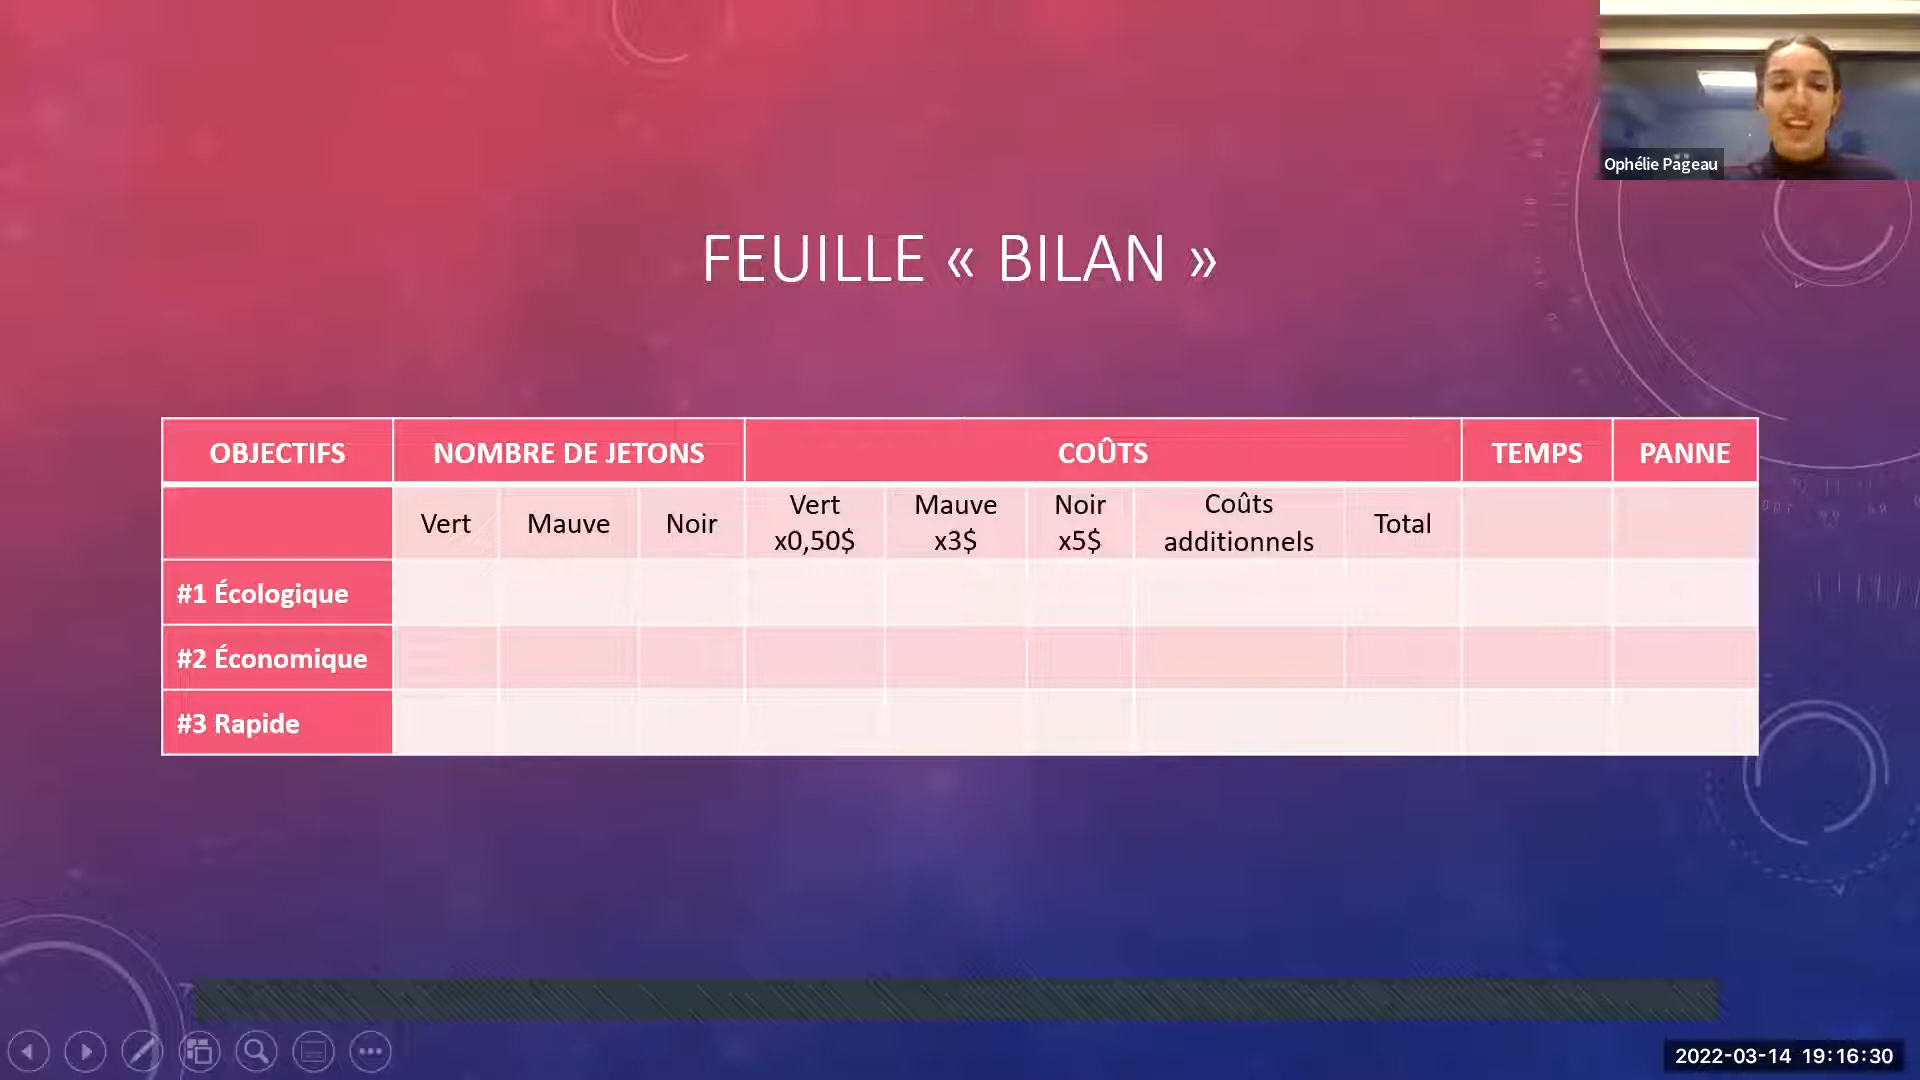 Ophélie Pageau
FEUILLE « BILAN »
OBJECTIFS NOMBRE DE JETONS COÛTS TEMPS PANNE
Vert Mauve Noir Vert x0,50$ Mauve x3$ Noir x5$ Coûts additionnels Total
#1 Écologique
#2 Économique
#3 Rapide
2022-03-14 19:16:30